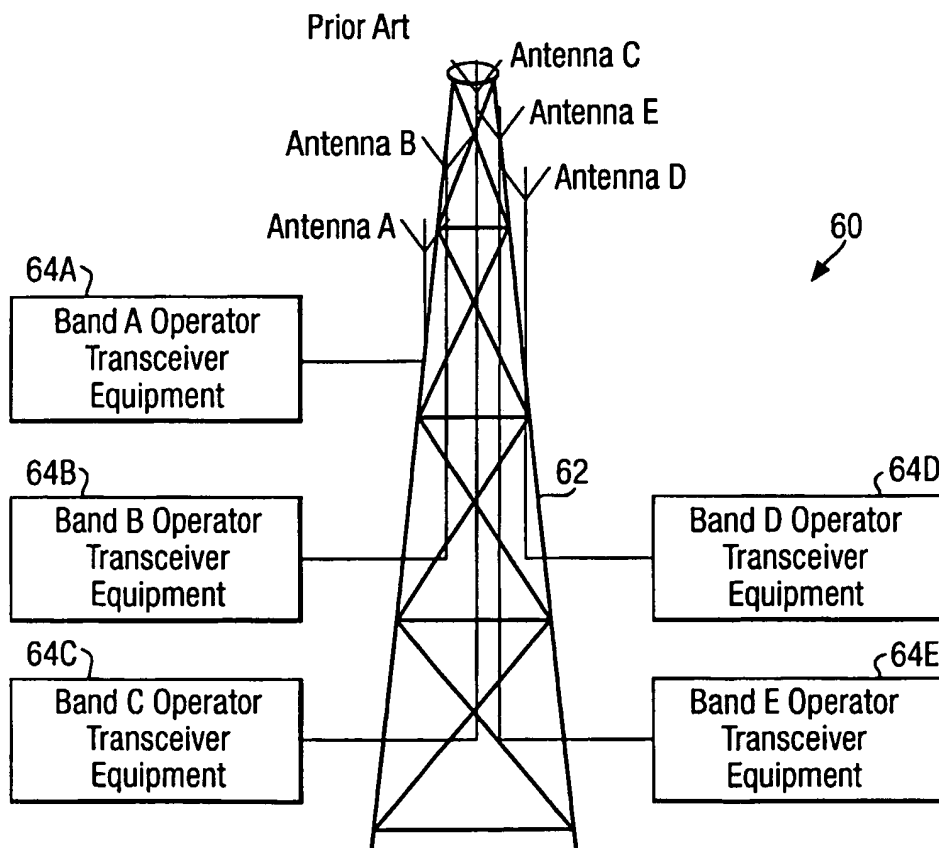 Prior Art
Antenna C
Antenna E
Antenna B
Antenna D
Antenna A
60
64A
Band A Operator
Transceiver
Equipment
62
64B
Band B Operator
Transceiver
Equipment
64D
Band D Operator
Transceiver
Equipment
64C
Band C Operator
Transceiver
Equipment
64E
Band E Operator
Transceiver
Equipment